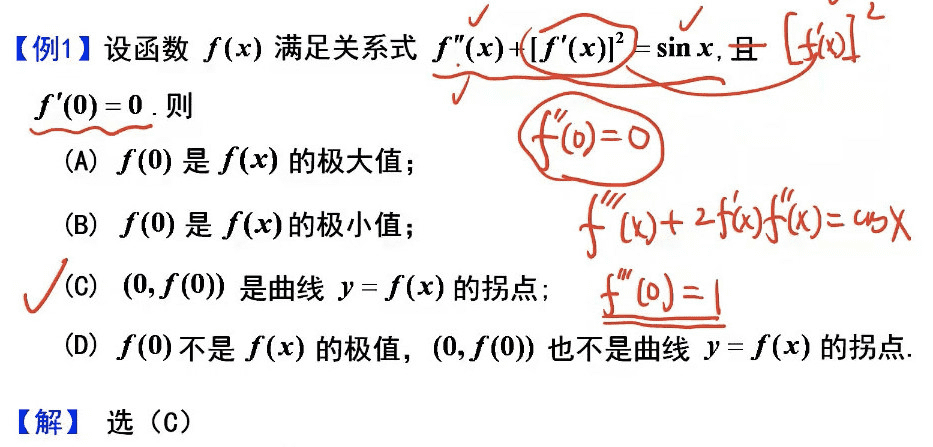 【例1】设函数 f(x) 满足关系式 f″(x)+[f′(x)]²=sin x,且 [f′(x)]²
f′(0)=0.则
f″(0)=0
(A) f(0) 是 f(x) 的极大值；
(B) f(0) 是 f(x) 的极小值；
f‴(x)+2f′(x)f″(x)=cosx
(C) (0,f(0)) 是曲线 y=f(x) 的拐点；
f‴(0)=1
(D) f(0)不是 f(x) 的极值，(0,f(0)) 也不是曲线 y=f(x) 的拐点.
【解】 选（C）